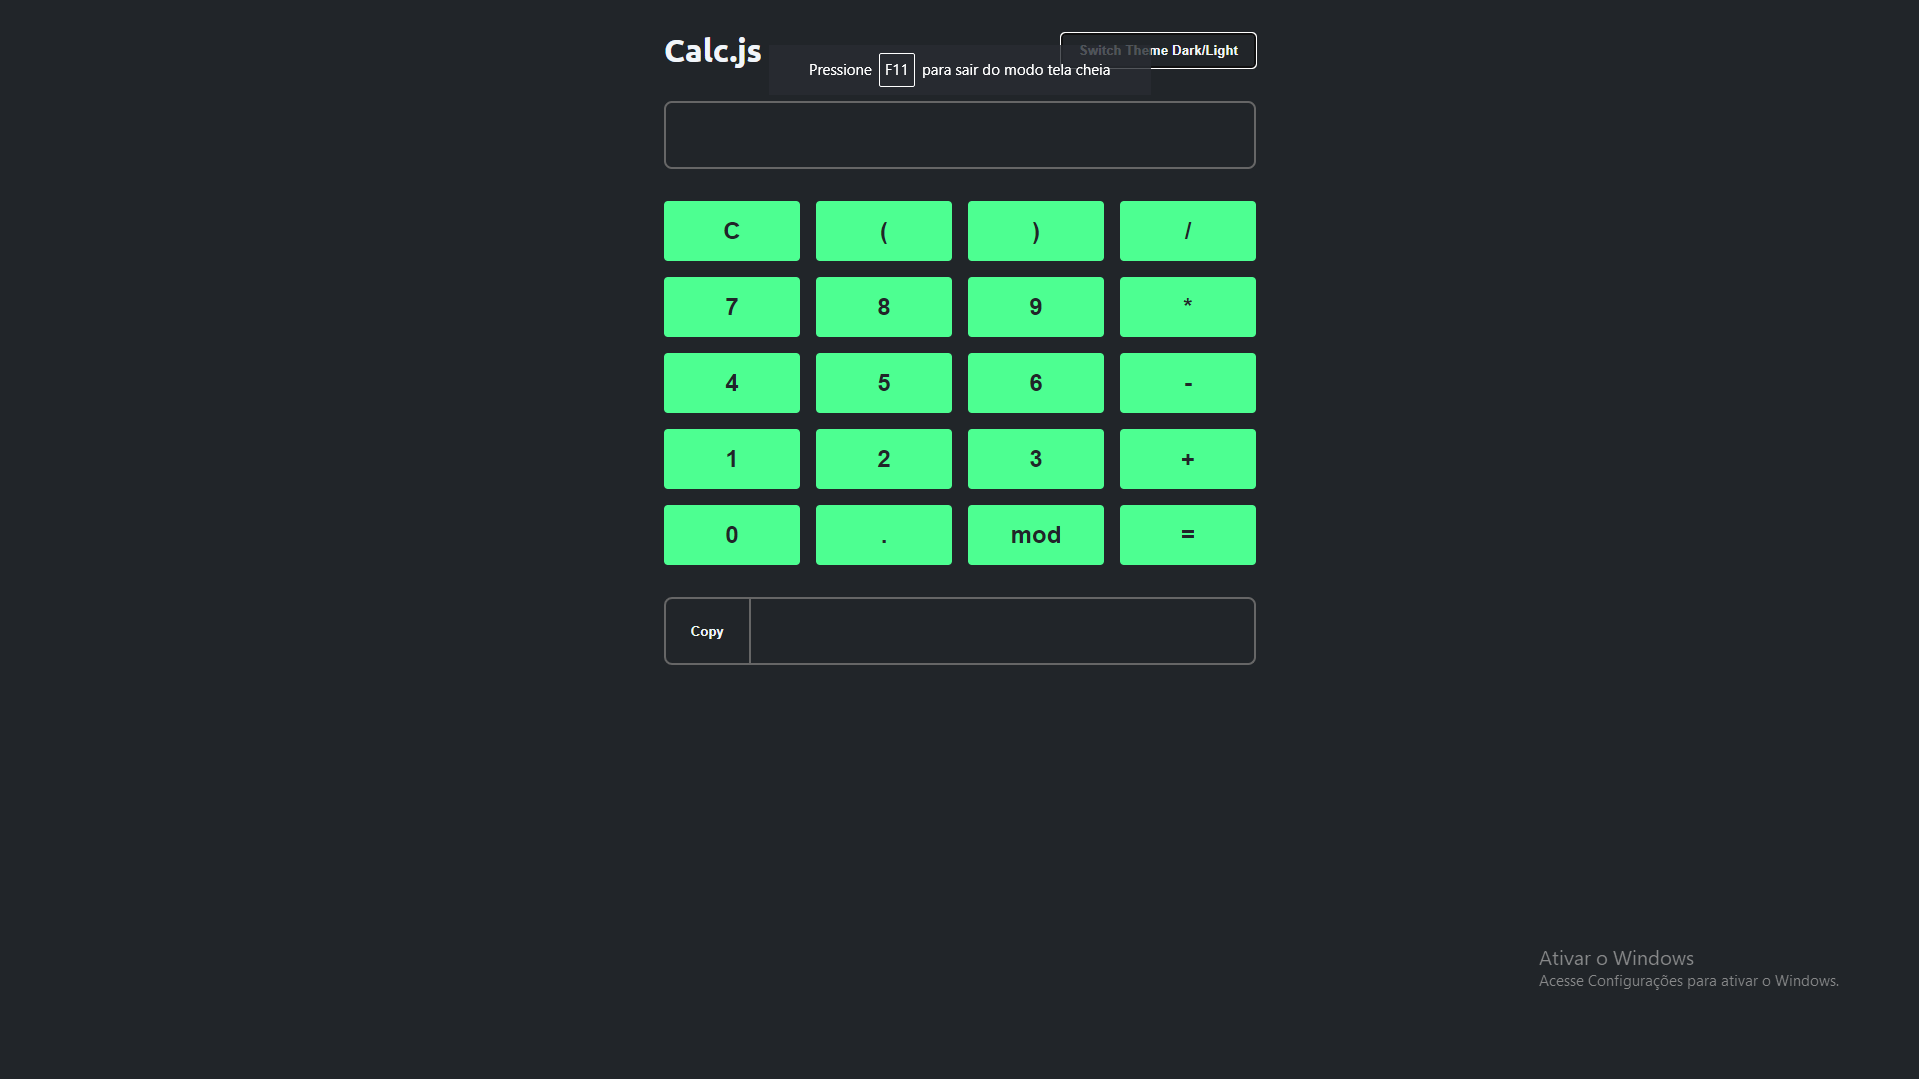 Calc.js
Switch Theme Dark/Light
Pressione F11 para sair do modo tela cheia
C ( ) /
7 8 9 *
4 5 6 -
1 2 3 +
0 . mod =
Copy
Ativar o Windows
Acesse Configurações para ativar o Windows.